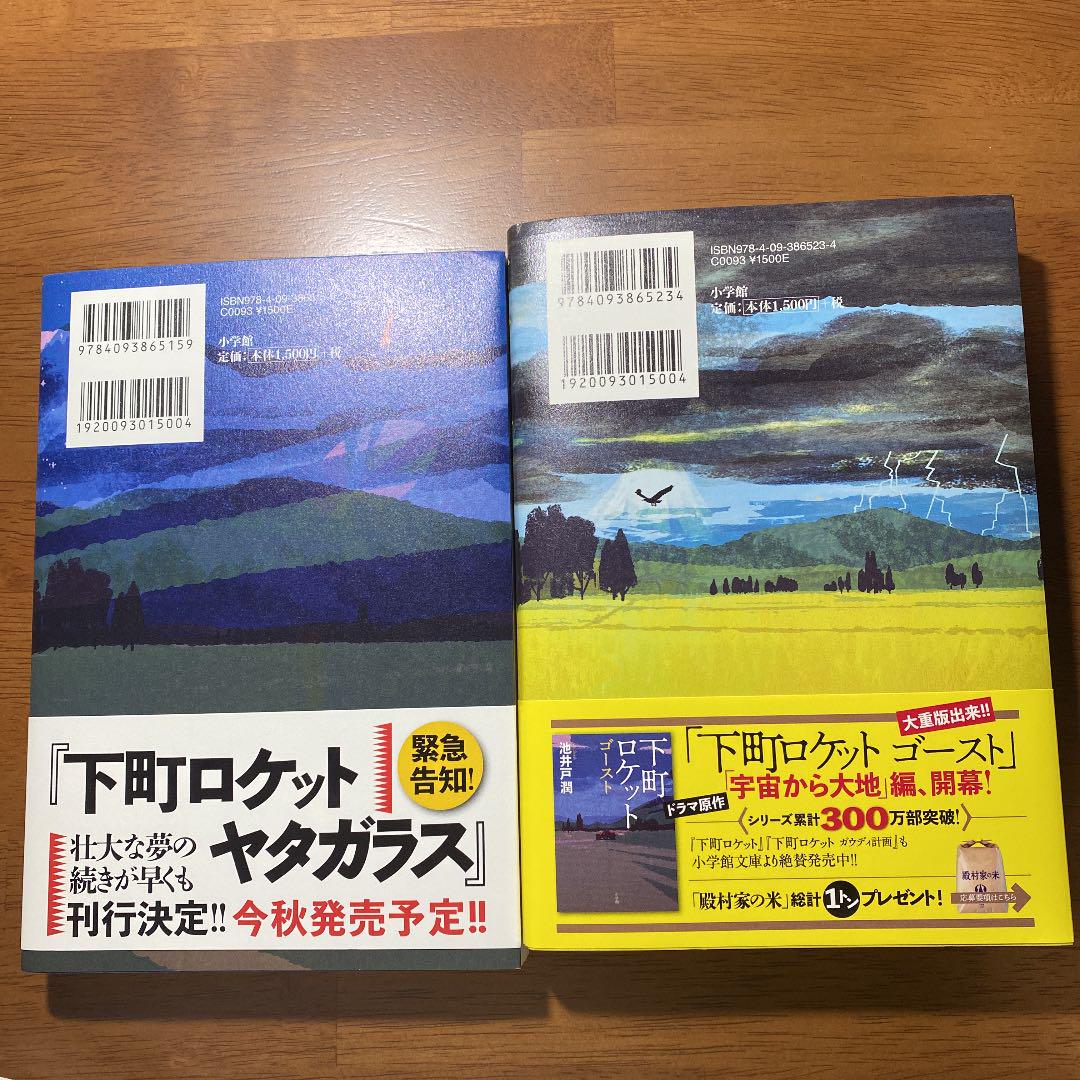 9784093865159
1920093015004
ISBN978-4-09-386
C0093 ¥1500E
小学館
定価:本体1,500円+税
『下町ロケット
ヤタガラス』
緊急
告知!
壮大な夢の
続きが早くも
刊行決定!!今秋発売予定!!
9784093865234
1920093015004
ISBN978-4-09-386523-4
C0093 ¥1500E
小学館
定価:本体1,500円+税
大重版出来!!
「下町ロケット ゴースト」
「宇宙から大地」編、開幕!
ドラマ原作
シリーズ累計300万部突破!
『下町ロケット』『下町ロケット ガウディ計画』も
小学館文庫より絶賛発売中!!
「殿村家の米」総計1トンプレゼント!
殿村家の米
応募要項はこちら
下町
ロケット
ゴースト
池井戸潤